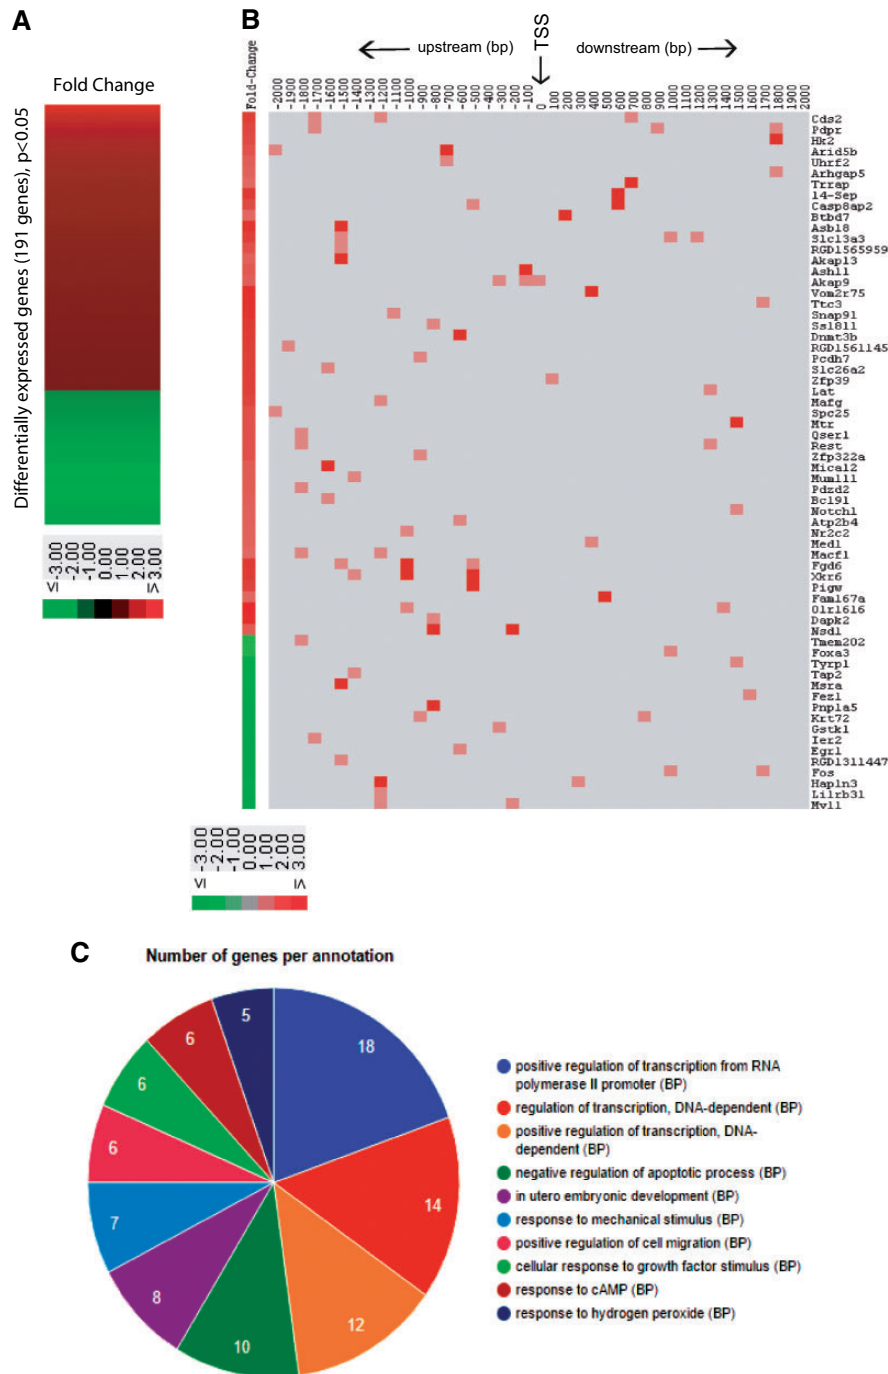 A
Fold Change
Differentially expressed genes (191 genes), p<0.05
≤ -3.00
-2.00
-1.00
0.00
1.00
2.00
≥ 3.00
B
TSS
upstream (bp)
downstream (bp)
Fold-Change
-2000
-1900
-1800
-1700
-1600
-1500
-1400
-1300
-1200
-1100
-1000
-900
-800
-700
-600
-500
-400
-300
-200
-100
0
100
200
300
400
500
600
700
800
900
1000
1100
1200
1300
1400
1500
1600
1700
1800
1900
2000
Cds2
Pdpr
Hk2
Arid5b
Uhrf2
Arhgap5
Trrap
14-Sep
Casp8ap2
Btbd7
Asb18
Slc13a3
RGD1565959
Akap13
Ash1l
Akap9
Vom2r75
Ttc3
Snap91
Ss18l1
Dnmt3b
RGD1561145
Pcdh7
Slc26a2
Zfp39
Lat
Mafg
Spc25
Mtr
Qser1
Rest
Zfp322a
Mical2
Mum1l1
Pdzd2
Bcl9l
Notch1
Atp2b4
Nr2c2
Med1
Macf1
Fgd6
Xkr6
Pigw
Fam167a
Olr1616
Dapk2
Nsd1
Tmem202
Foxa3
Tyrp1
Tap2
Msra
Fez1
Pnpla5
Krt72
Gstk1
Ier2
Egr1
RGD1311447
Fos
Hapln3
Lilrb3l
Mvl1
≤ -3.00
-2.00
-1.00
0.00
1.00
2.00
≥ 3.00
C
Number of genes per annotation
5
18
6
6
6
14
7
8
12
10
positive regulation of transcription from RNA
polymerase II promoter (BP)
regulation of transcription, DNA-dependent (BP)
positive regulation of transcription, DNA-
dependent (BP)
negative regulation of apoptotic process (BP)
in utero embryonic development (BP)
response to mechanical stimulus (BP)
positive regulation of cell migration (BP)
cellular response to growth factor stimulus (BP)
response to cAMP (BP)
response to hydrogen peroxide (BP)